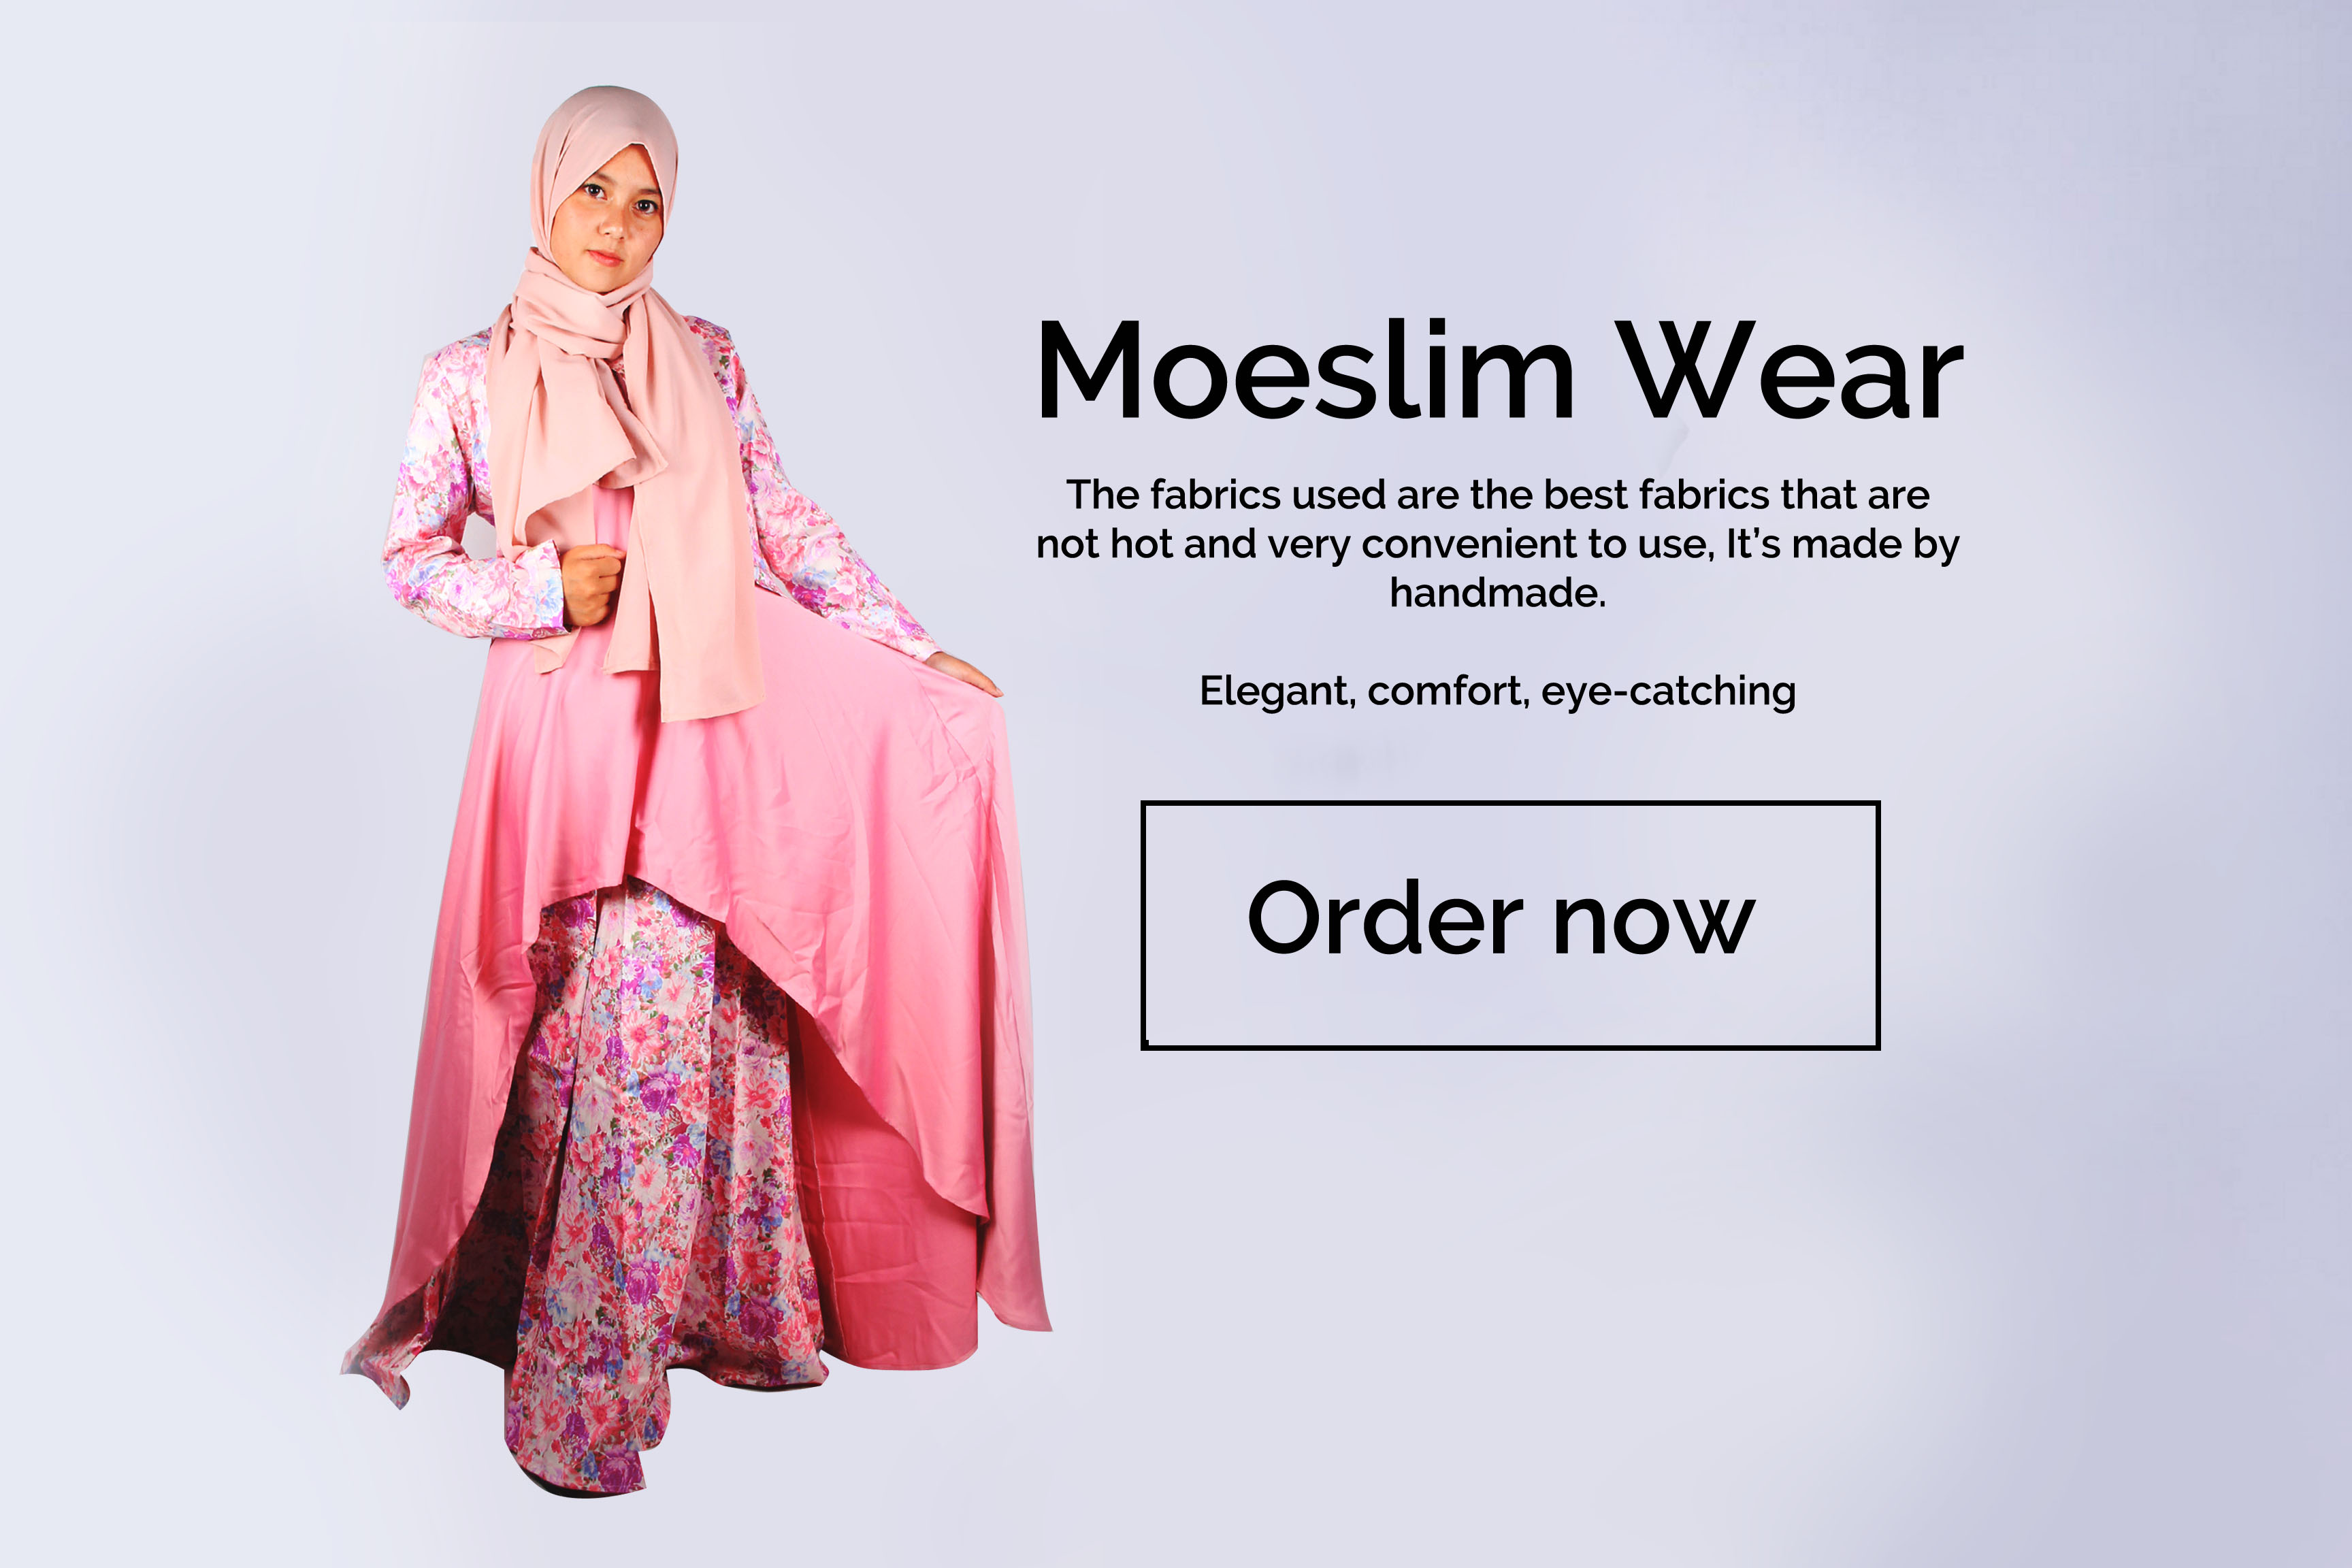 Moeslim Wear
The fabrics used are the best fabrics that are
not hot and very convenient to use, It’s made by
handmade.
Elegant, comfort, eye-catching
Order now